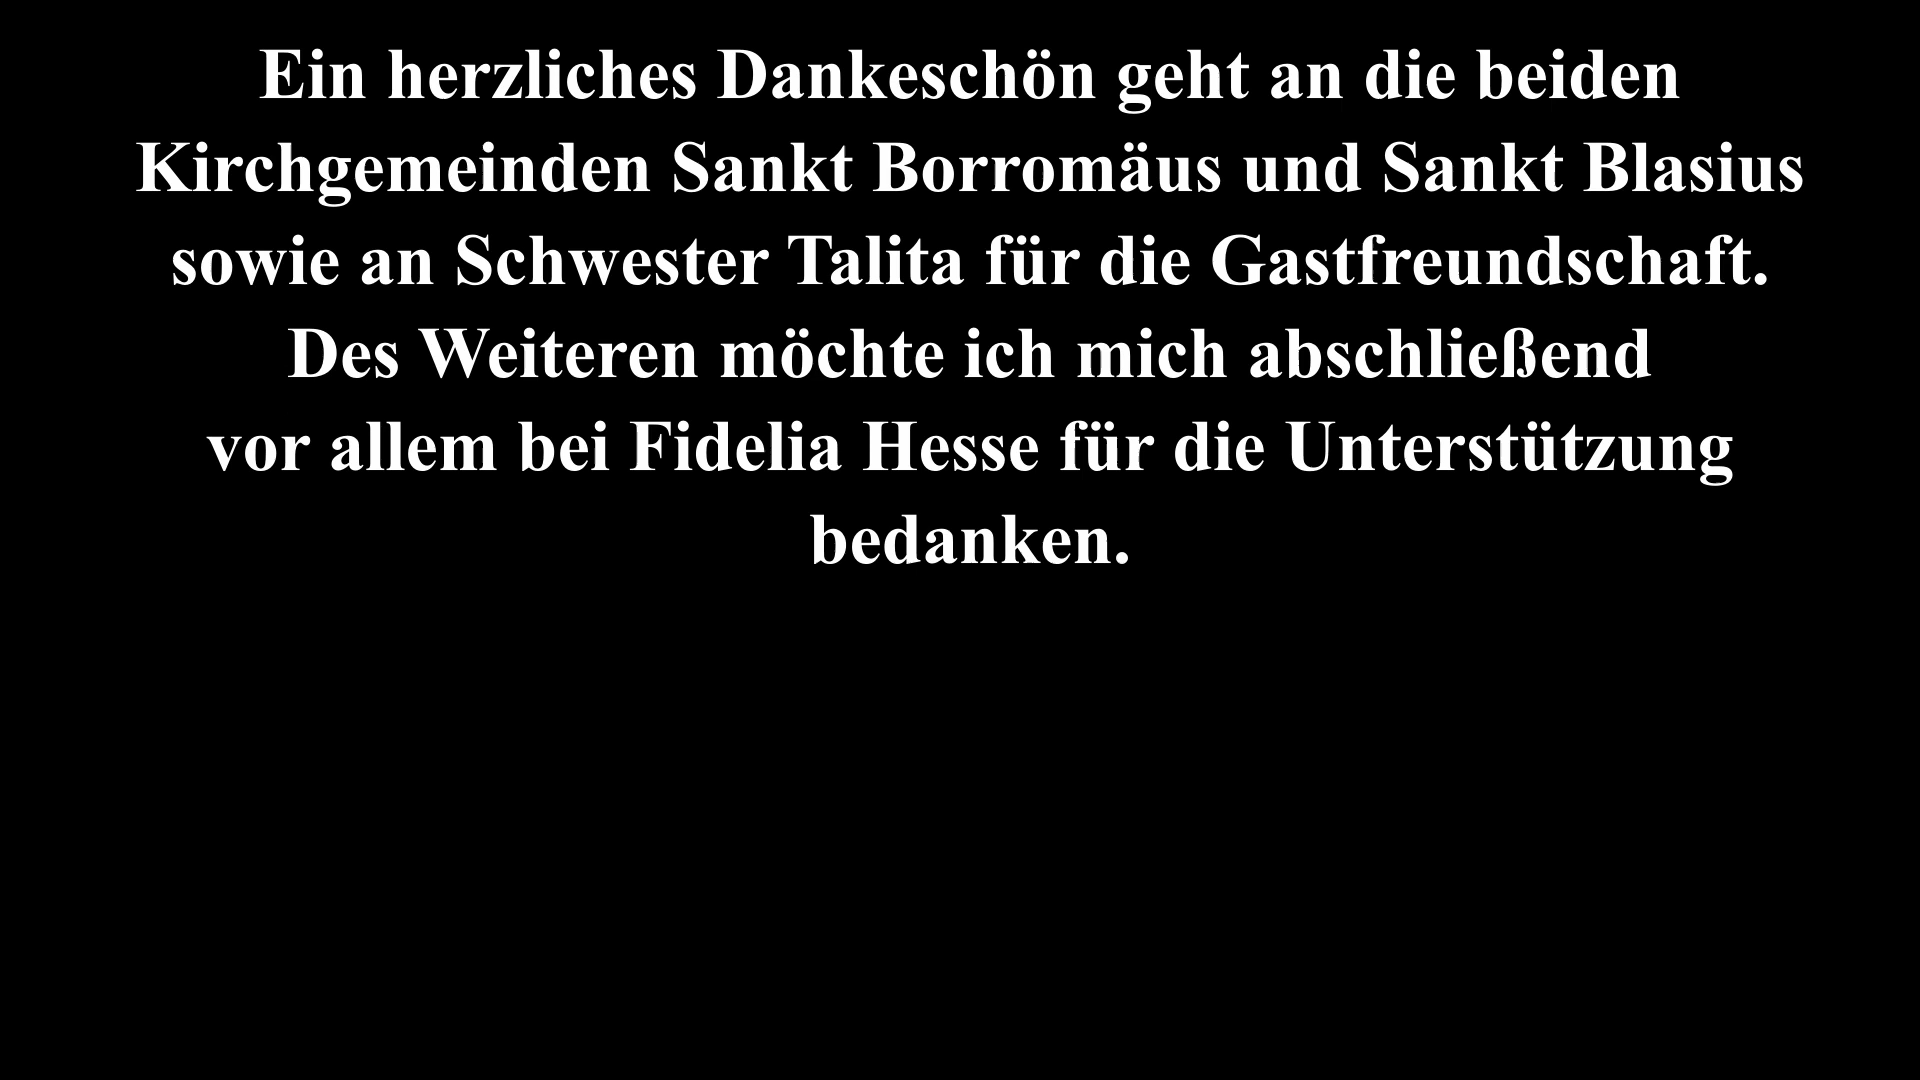 Ein herzliches Dankeschön geht an die beiden
Kirchgemeinden Sankt Borromäus und Sankt Blasius
sowie an Schwester Talita für die Gastfreundschaft.
Des Weiteren möchte ich mich abschließend
vor allem bei Fidelia Hesse für die Unterstützung
bedanken.